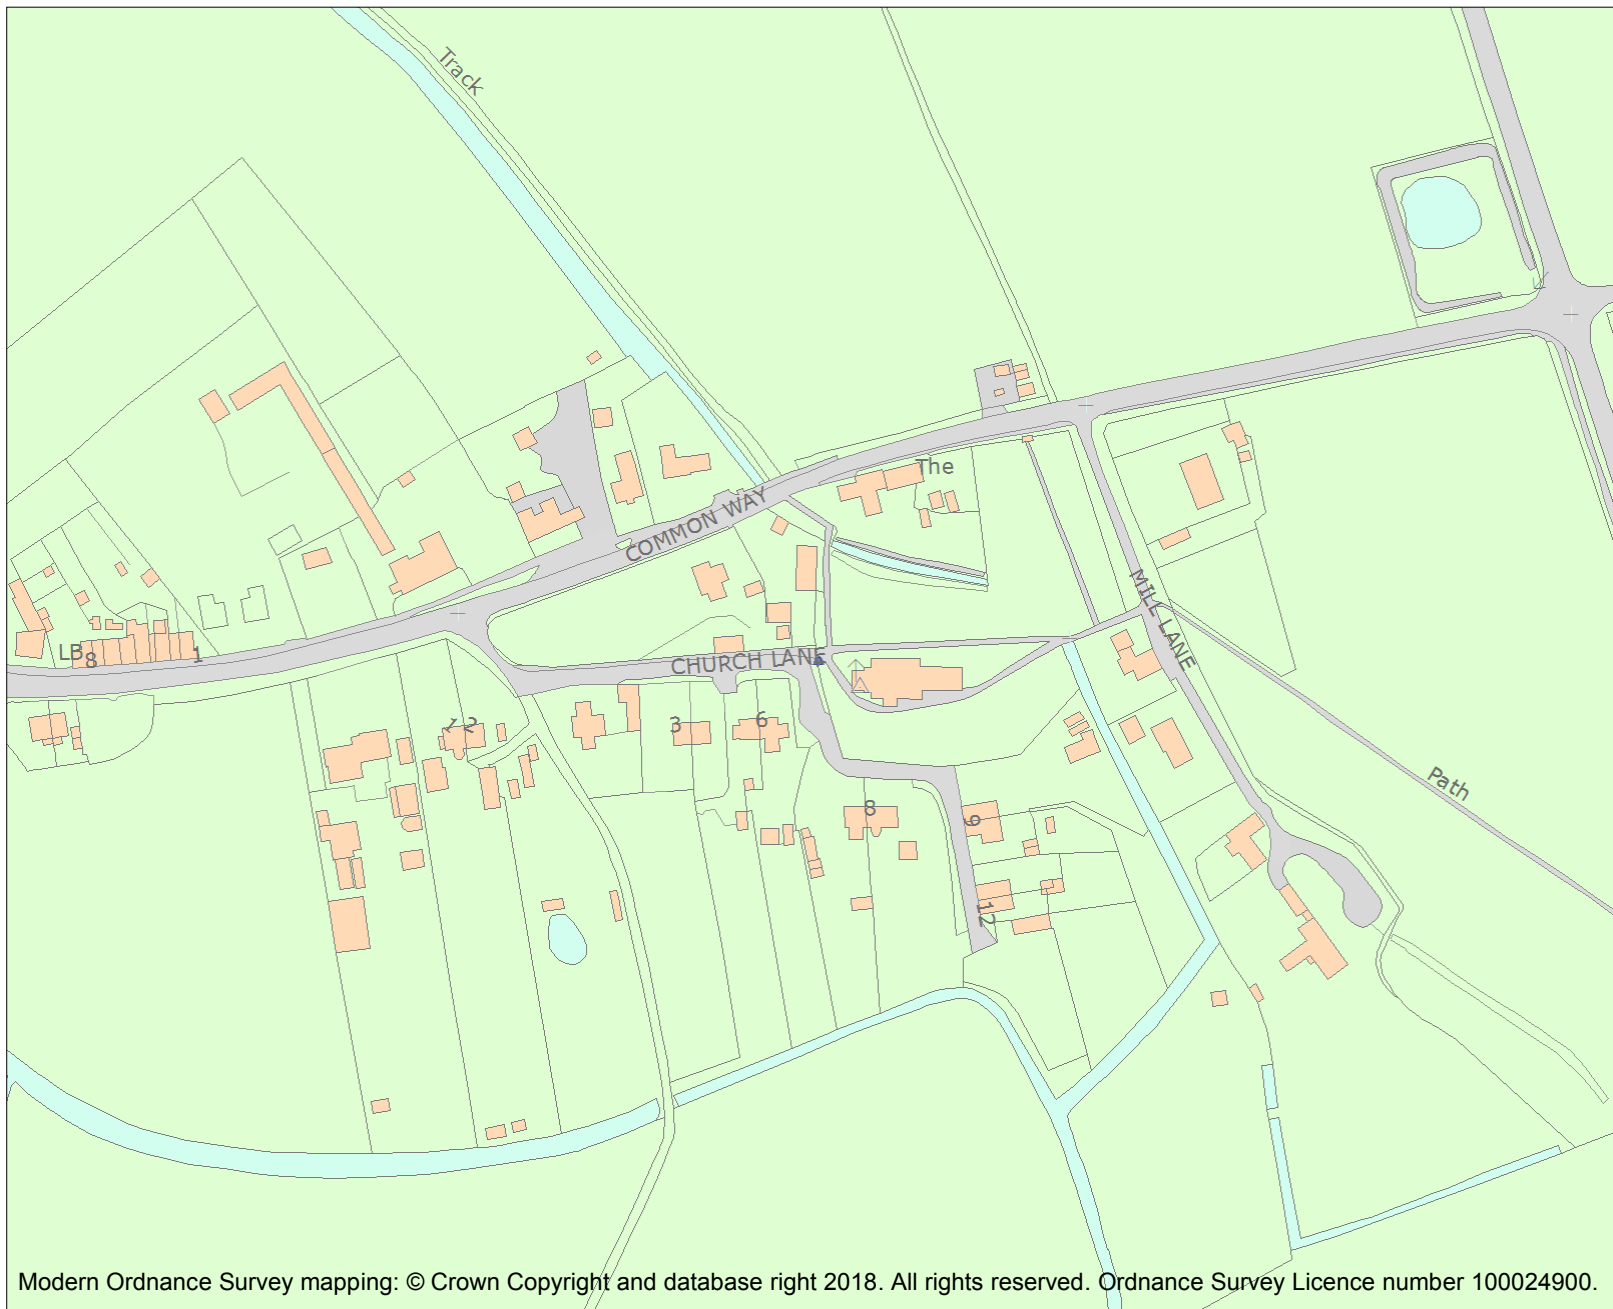 Track
The
COMMON WAY
MILL LANE
LB
8
1
CHURCH LANE
1
2
3
6
Path
8
9
12
Modern Ordnance Survey mapping: © Crown Copyright and database right 2018. All rights reserved. Ordnance Survey Licence number 100024900.